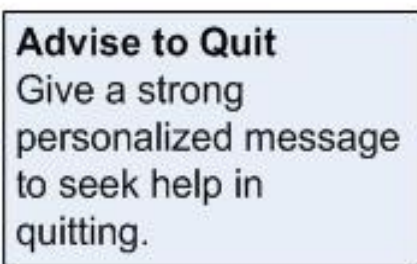 Advise to Quit
Give a strong
personalized message
to seek help in
quitting.